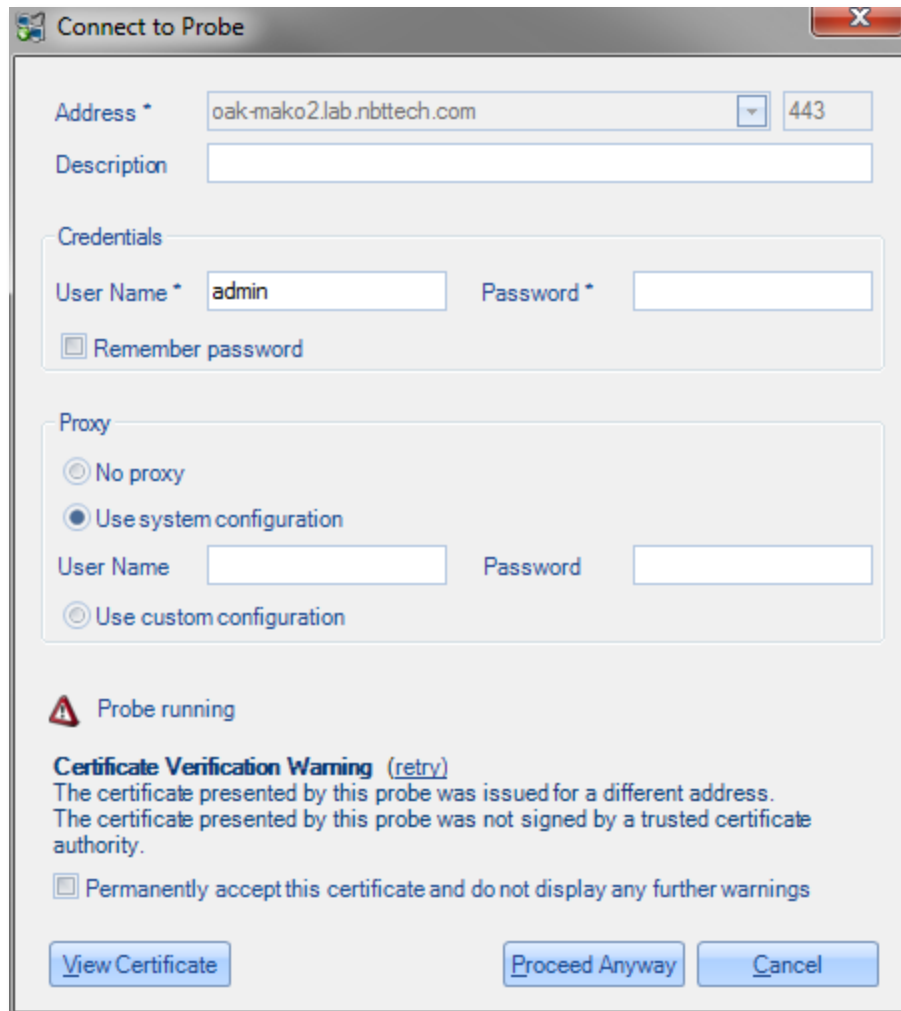 Connect to Probe
Address * oak-mako2.lab.nbttech.com 443
Description
Credentials
User Name * admin Password *
Remember password
Proxy
No proxy
Use system configuration
User Name Password
Use custom configuration
Probe running
Certificate Verification Warning (retry)
The certificate presented by this probe was issued for a different address.
The certificate presented by this probe was not signed by a trusted certificate
authority.
Permanently accept this certificate and do not display any further warnings
View Certificate Proceed Anyway Cancel